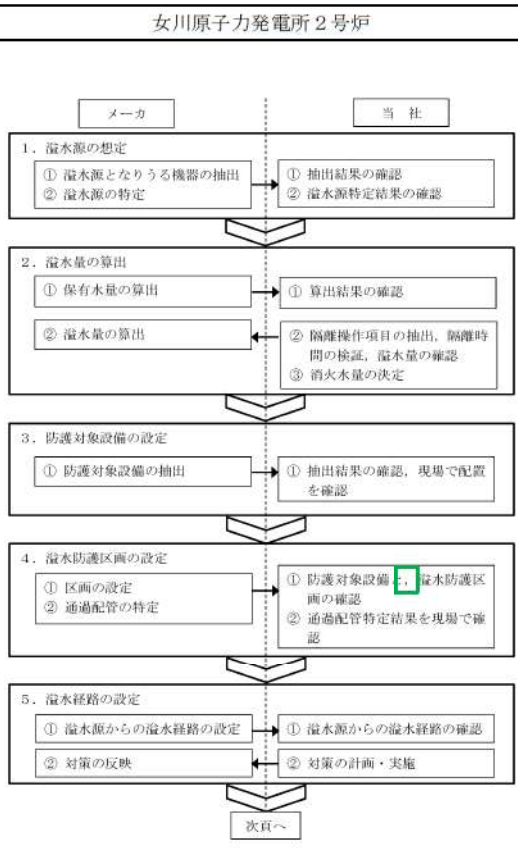 女川原子力発電所２号炉
メーカ
当 社
１．溢水源の想定
① 溢水源となりうる機器の抽出
② 溢水源の特定
① 抽出結果の確認
② 溢水源特定結果の確認
２．溢水量の算出
① 保有水量の算出
① 算出結果の確認
② 溢水量の算出
② 隔離操作項目の抽出，隔離時
間の検証，溢水量の確認
③ 消火水量の決定
３．防護対象設備の設定
① 防護対象設備の抽出
① 抽出結果の確認，現場で配置
を確認
４．溢水防護区画の設定
① 区画の設定
② 通過配管の特定
① 防護対象設備と，溢水防護区
画の確認
② 通過配管特定結果を現場で確
認
５．溢水経路の設定
① 溢水源からの溢水経路の設定
① 溢水源からの溢水経路の確認
② 対策の反映
② 対策の計画・実施
次頁へ